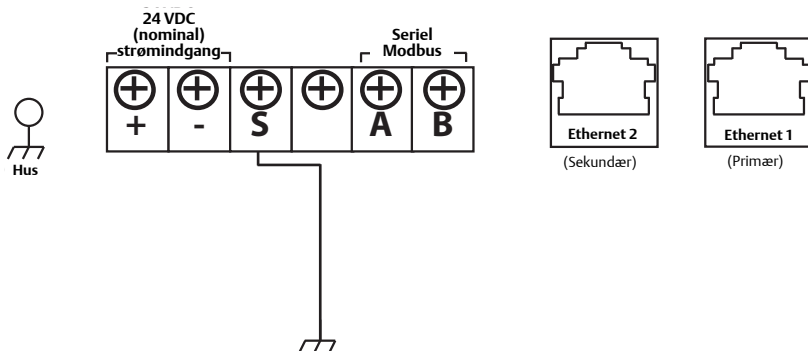 24 VDC
(nominal)
strømindgang
Seriel
Modbus
+ - S A B
Hus
Ethernet 2
(Sekundær)
Ethernet 1
(Primær)